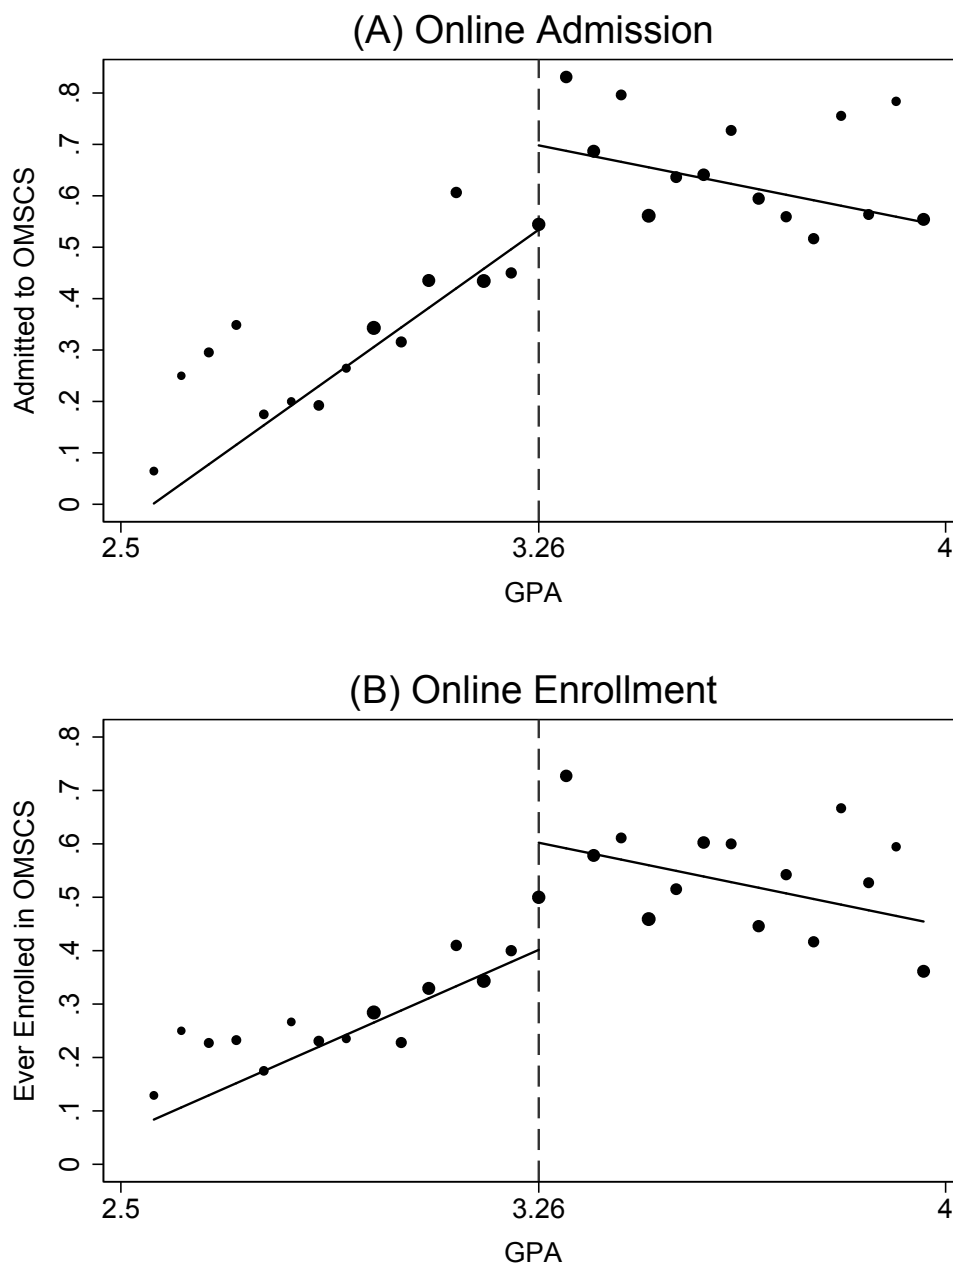 (A) Online Admission
Admitted to OMSCS
.8
.7
.6
.5
.4
.3
.2
.1
0
2.5 3.26 4
GPA
(B) Online Enrollment
Ever Enrolled in OMSCS
.8
.7
.6
.5
.4
.3
.2
.1
0
2.5 3.26 4
GPA